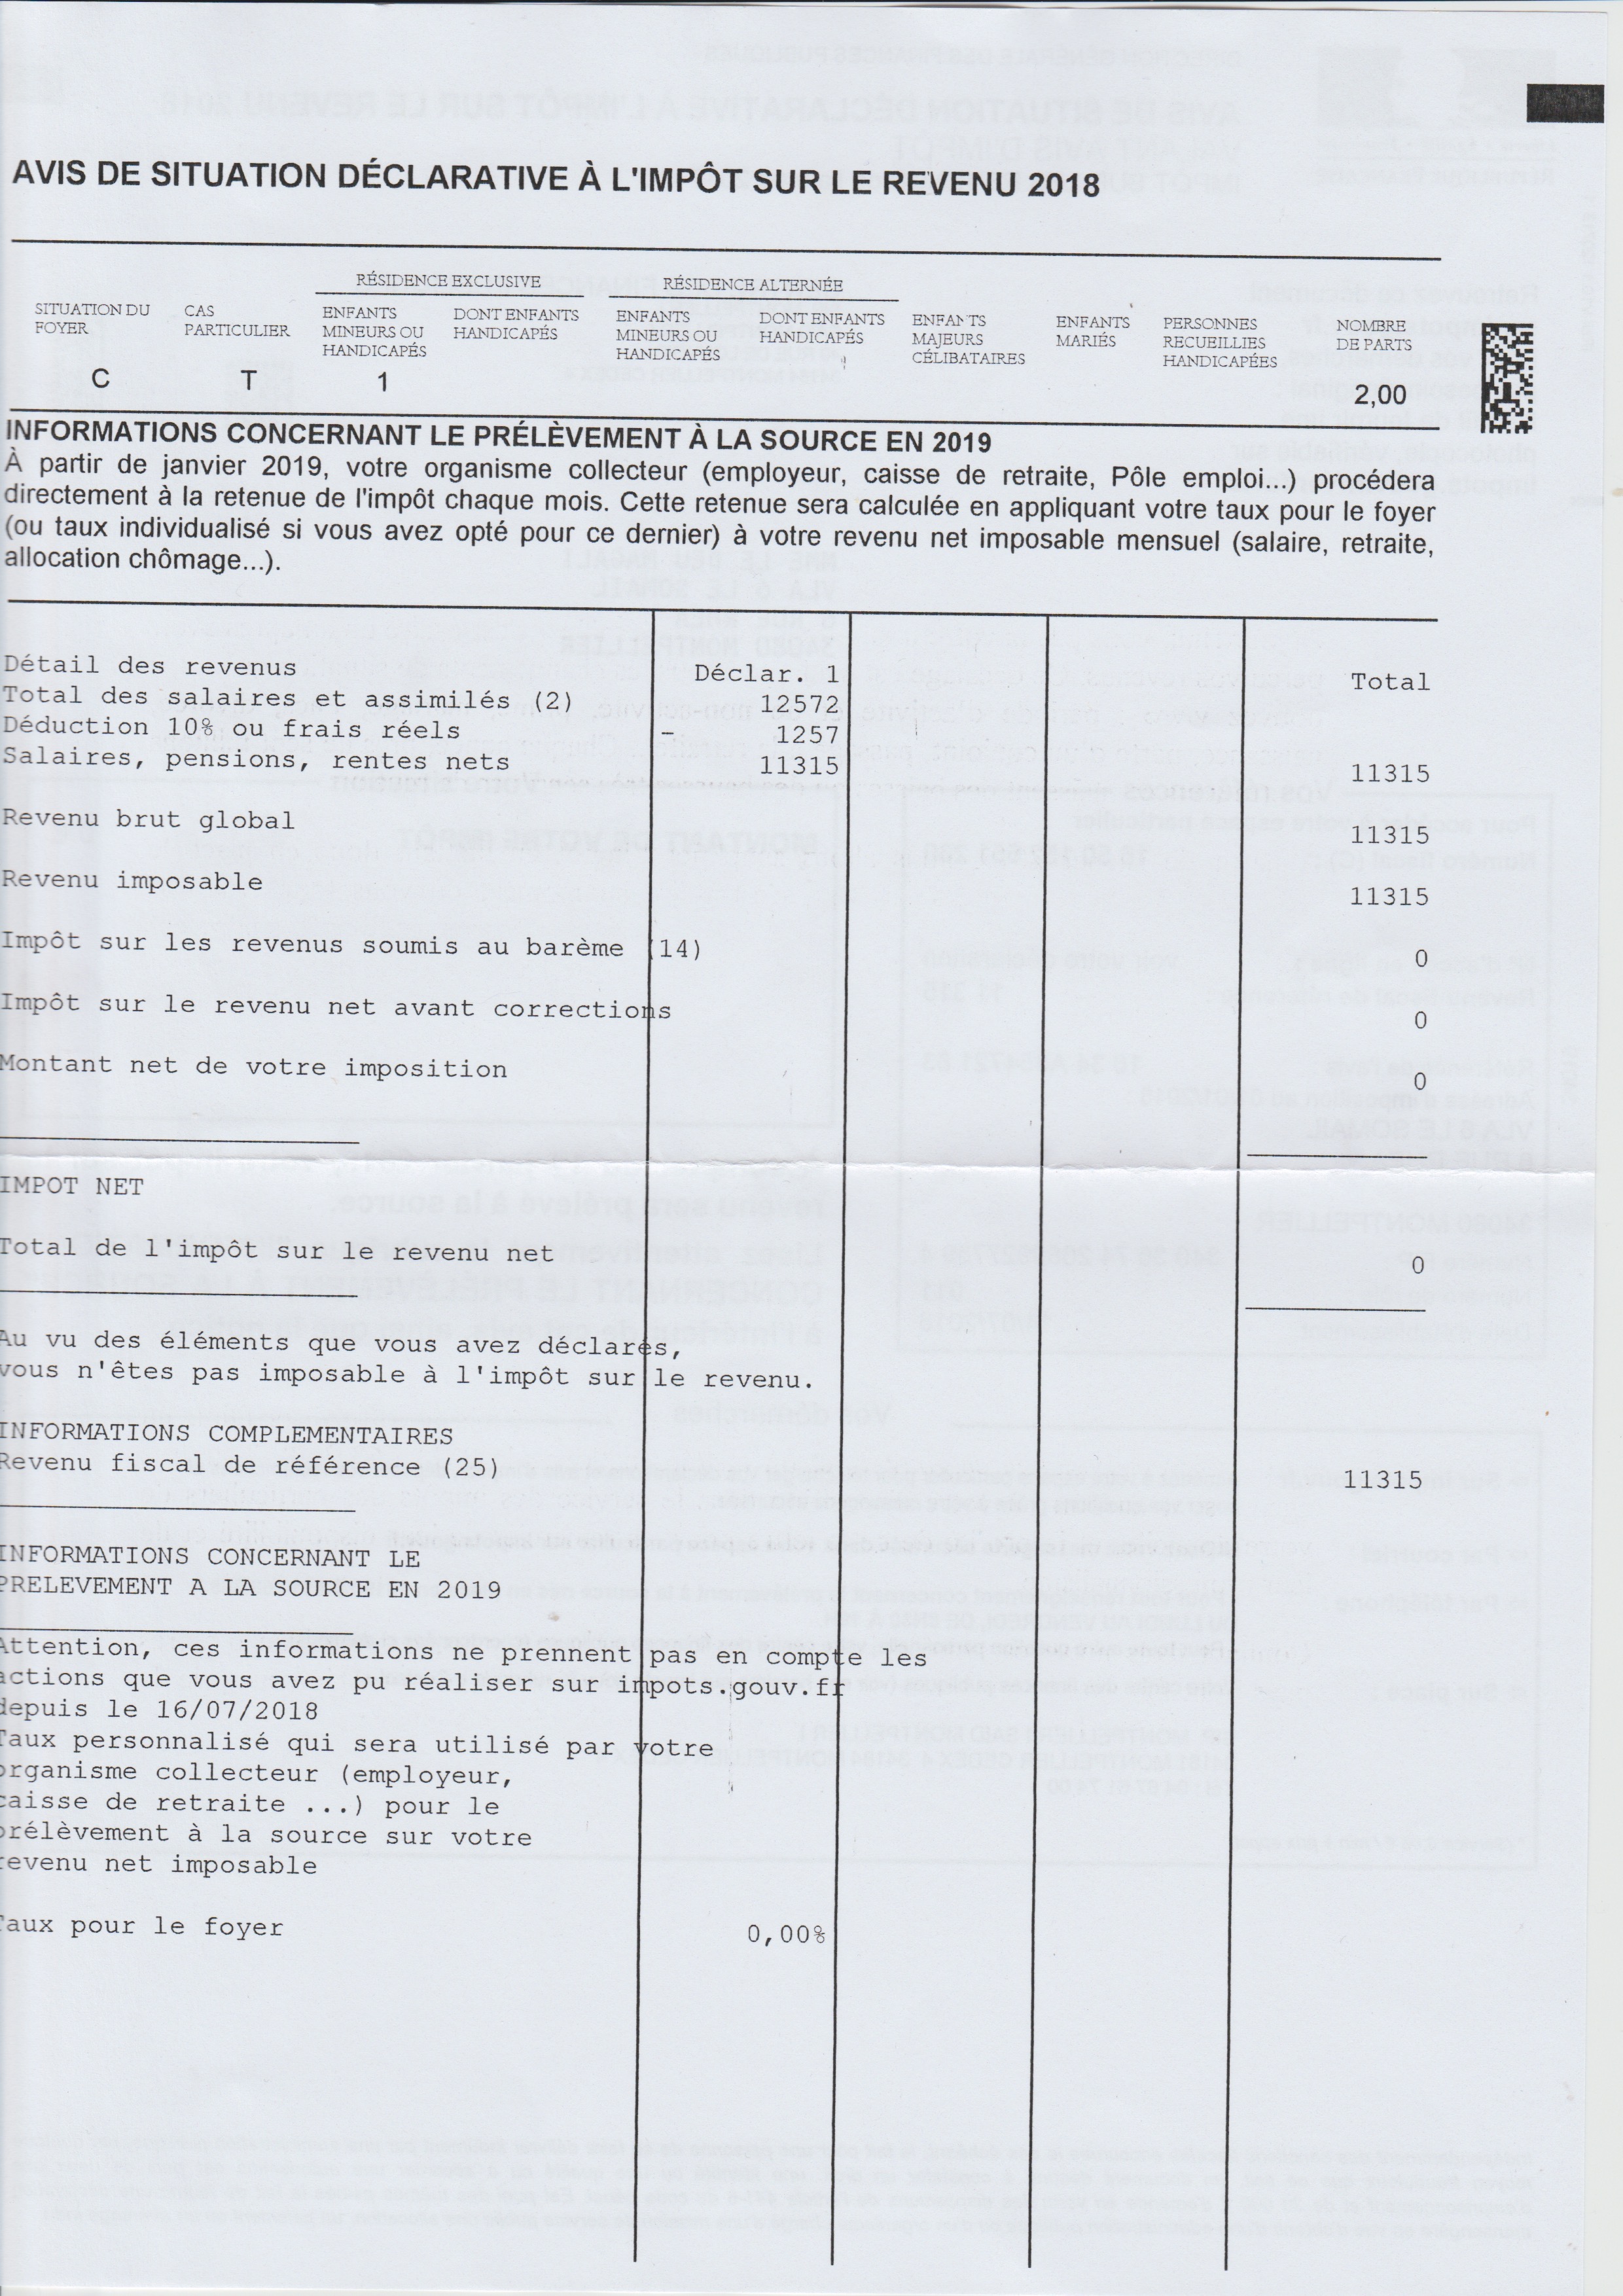 AVIS DE SITUATION DÉCLARATIVE À L'IMPÔT SUR LE REVENU 2018
RÉSIDENCE EXCLUSIVE RÉSIDENCE ALTERNÉE
SITUATION DU FOYER
CAS PARTICULIER
ENFANTS MINEURS OU HANDICAPÉS
DONT ENFANTS HANDICAPÉS
ENFANTS MINEURS OU HANDICAPÉS
DONT ENFANTS HANDICAPÉS
ENFANTS MAJEURS CÉLIBATAIRES
ENFANTS MARIÉS
PERSONNES RECUEILLIES HANDICAPÉES
NOMBRE DE PARTS
C T 1 2,00
INFORMATIONS CONCERNANT LE PRÉLÈVEMENT À LA SOURCE EN 2019
À partir de janvier 2019, votre organisme collecteur (employeur, caisse de retraite, Pôle emploi...) procédera
directement à la retenue de l'impôt chaque mois. Cette retenue sera calculée en appliquant votre taux pour le foyer
(ou taux individualisé si vous avez opté pour ce dernier) à votre revenu net imposable mensuel (salaire, retraite,
allocation chômage...).
Détail des revenus Déclar. 1 Total
Total des salaires et assimilés (2) 12572
Déduction 10% ou frais réels - 1257
Salaires, pensions, rentes nets 11315 11315
Revenu brut global 11315
Revenu imposable 11315
Impôt sur les revenus soumis au barème (14) 0
Impôt sur le revenu net avant corrections 0
Montant net de votre imposition 0
IMPOT NET
Total de l'impôt sur le revenu net 0
Au vu des éléments que vous avez déclarés,
vous n'êtes pas imposable à l'impôt sur le revenu.
INFORMATIONS COMPLEMENTAIRES
Revenu fiscal de référence (25) 11315
INFORMATIONS CONCERNANT LE
PRELEVEMENT A LA SOURCE EN 2019
Attention, ces informations ne prennent pas en compte les
actions que vous avez pu réaliser sur impots.gouv.fr
depuis le 16/07/2018
Taux personnalisé qui sera utilisé par votre
organisme collecteur (employeur,
caisse de retraite ...) pour le
prélèvement à la source sur votre
revenu net imposable
Taux pour le foyer 0,00%